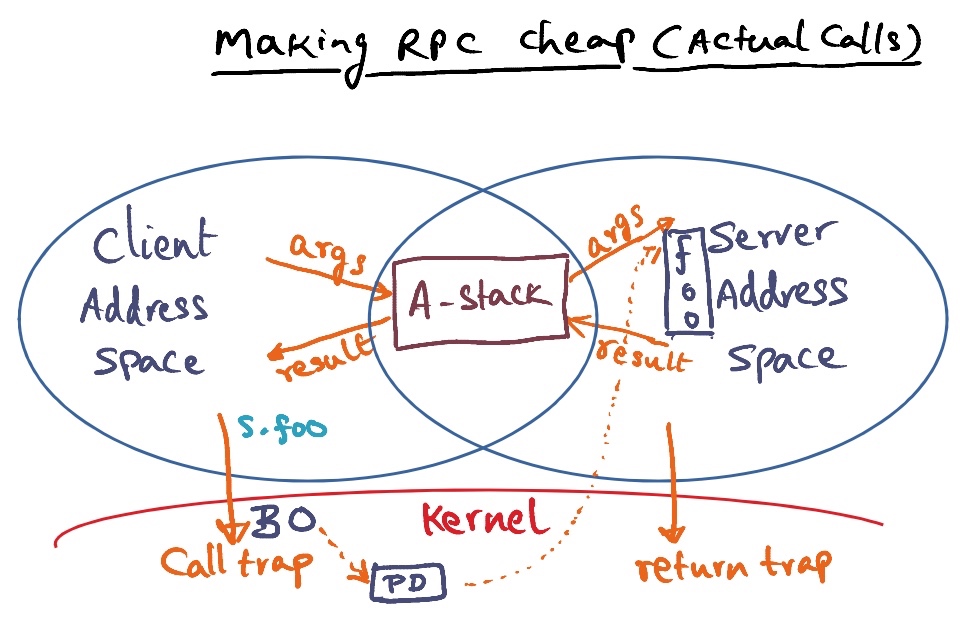 Making RPC cheap (Actual Calls)
Client
Address
Space
args
result
A-stack
args
result
foo
Server
Address
Space
S.foo
BO
Kernel
Call trap
PD
return trap